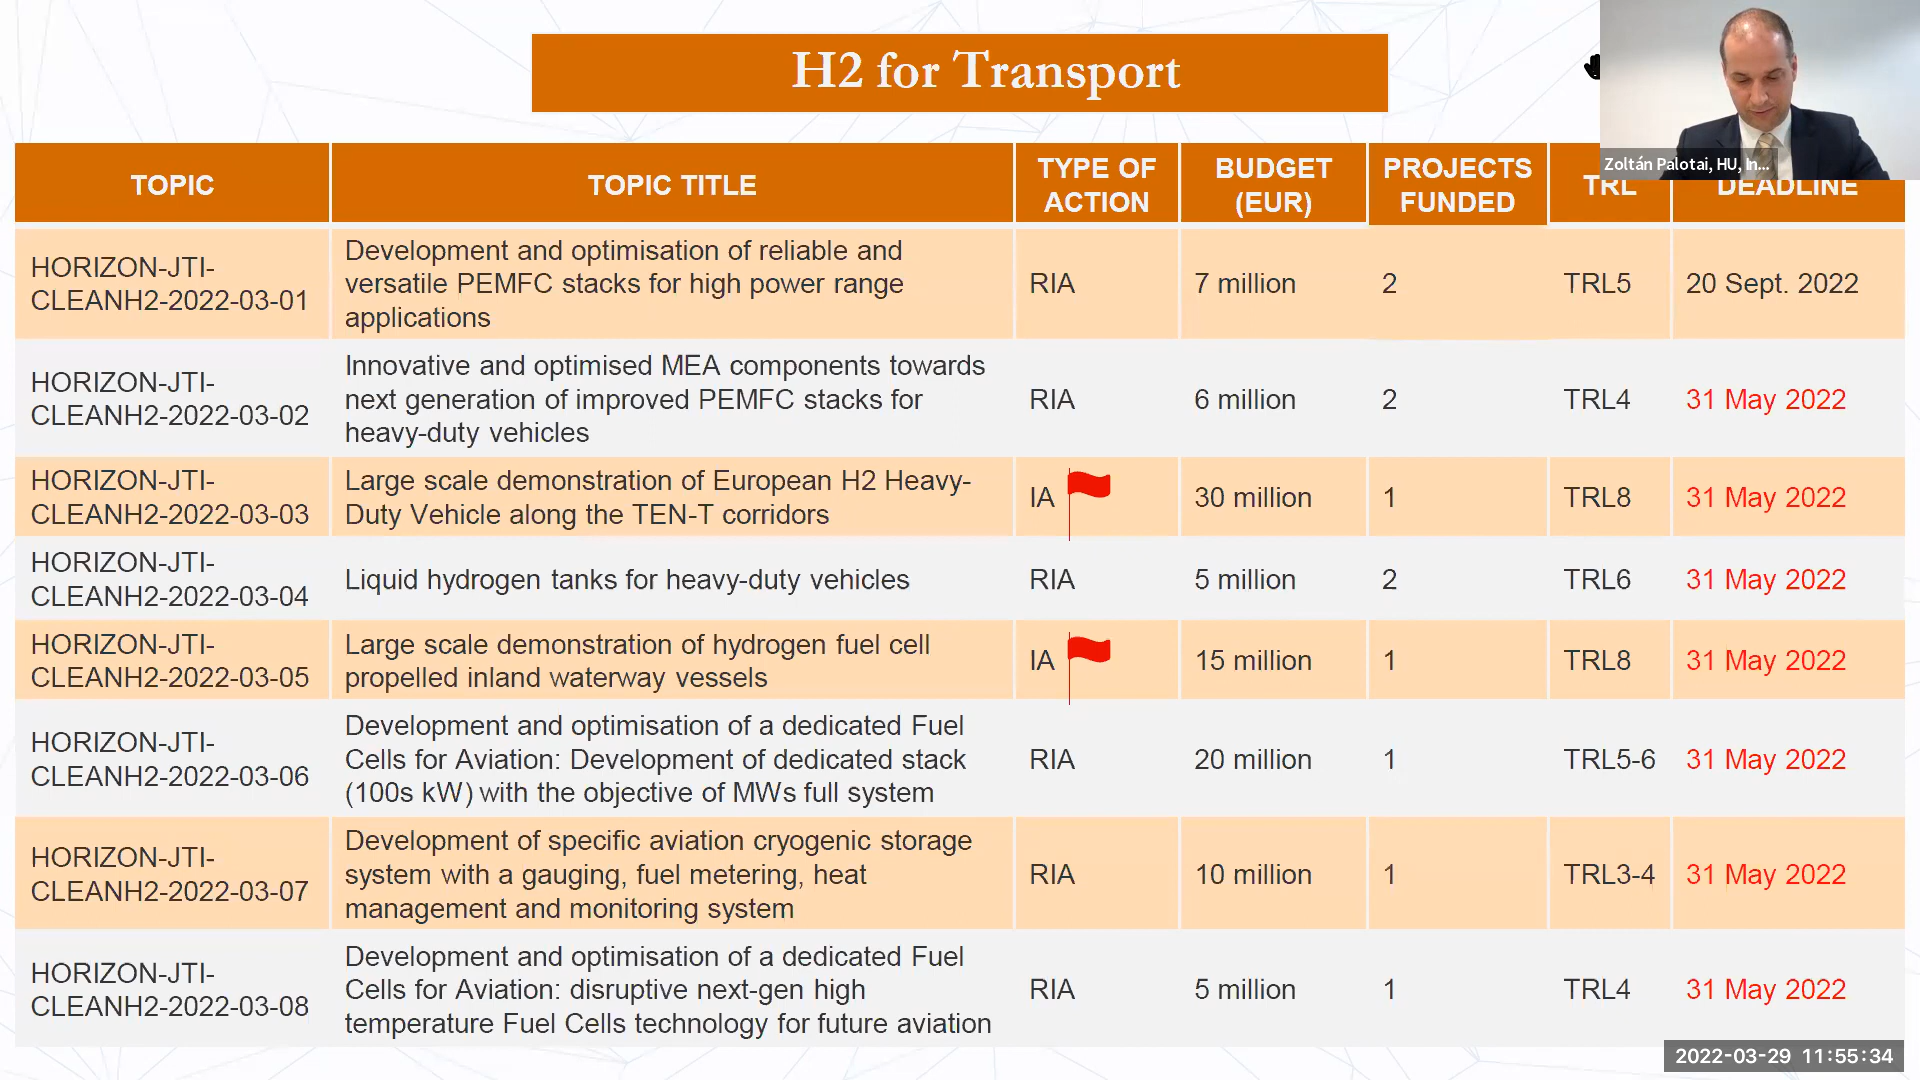 H2 for Transport
Zoltán Palotai, HU, In...
TOPIC
TOPIC TITLE
TYPE OF
ACTION
BUDGET
(EUR)
PROJECTS
FUNDED
TRL
DEADLINE
HORIZON-JTI-
CLEANH2-2022-03-01
Development and optimisation of reliable and
versatile PEMFC stacks for high power range
applications
RIA
7 million
2
TRL5
20 Sept. 2022
HORIZON-JTI-
CLEANH2-2022-03-02
Innovative and optimised MEA components towards
next generation of improved PEMFC stacks for
heavy-duty vehicles
RIA
6 million
2
TRL4
31 May 2022
HORIZON-JTI-
CLEANH2-2022-03-03
Large scale demonstration of European H2 Heavy-
Duty Vehicle along the TEN-T corridors
IA
30 million
1
TRL8
31 May 2022
HORIZON-JTI-
CLEANH2-2022-03-04
Liquid hydrogen tanks for heavy-duty vehicles
RIA
5 million
2
TRL6
31 May 2022
HORIZON-JTI-
CLEANH2-2022-03-05
Large scale demonstration of hydrogen fuel cell
propelled inland waterway vessels
IA
15 million
1
TRL8
31 May 2022
HORIZON-JTI-
CLEANH2-2022-03-06
Development and optimisation of a dedicated Fuel
Cells for Aviation: Development of dedicated stack
(100s kW) with the objective of MWs full system
RIA
20 million
1
TRL5-6
31 May 2022
HORIZON-JTI-
CLEANH2-2022-03-07
Development of specific aviation cryogenic storage
system with a gauging, fuel metering, heat
management and monitoring system
RIA
10 million
1
TRL3-4
31 May 2022
HORIZON-JTI-
CLEANH2-2022-03-08
Development and optimisation of a dedicated Fuel
Cells for Aviation: disruptive next-gen high
temperature Fuel Cells technology for future aviation
RIA
5 million
1
TRL4
31 May 2022
2022-03-29 11:55:34